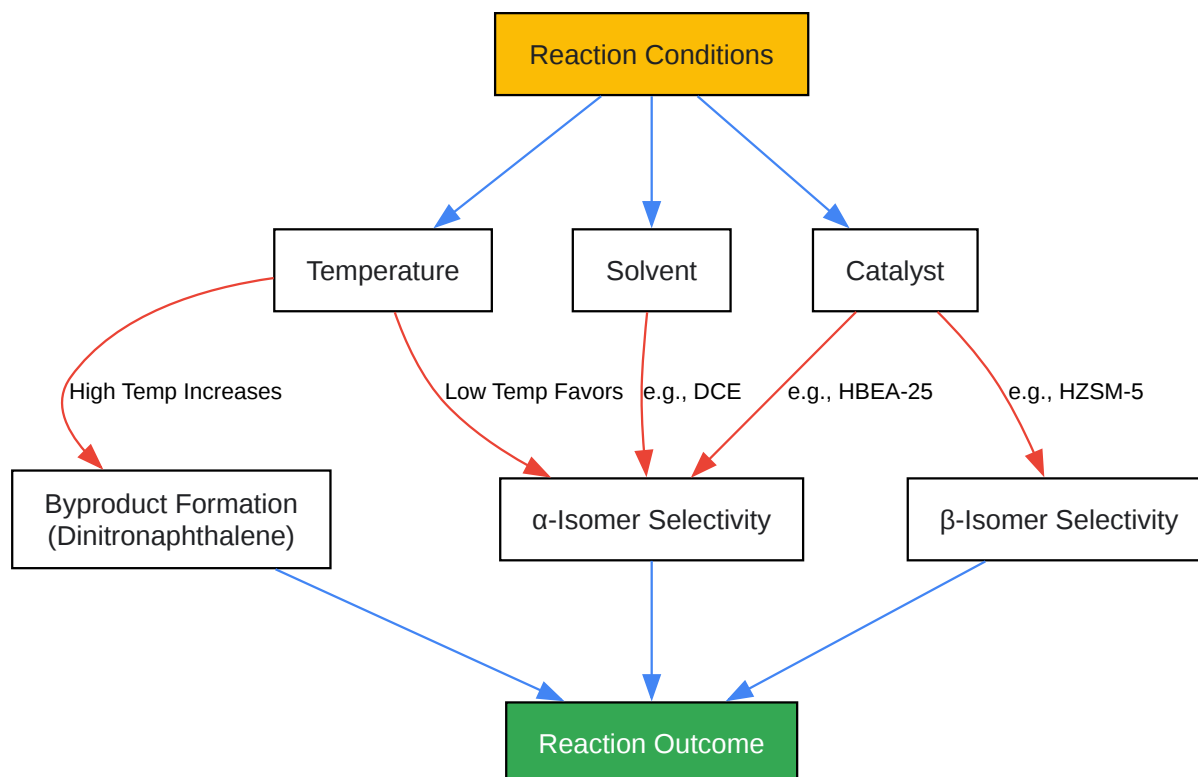 Reaction Conditions
Temperature
Solvent
Catalyst
High Temp Increases
Low Temp Favors
e.g., DCE
e.g., HBEA-25
e.g., HZSM-5
Byproduct Formation
(Dinitronaphthalene)
α-Isomer Selectivity
β-Isomer Selectivity
Reaction Outcome